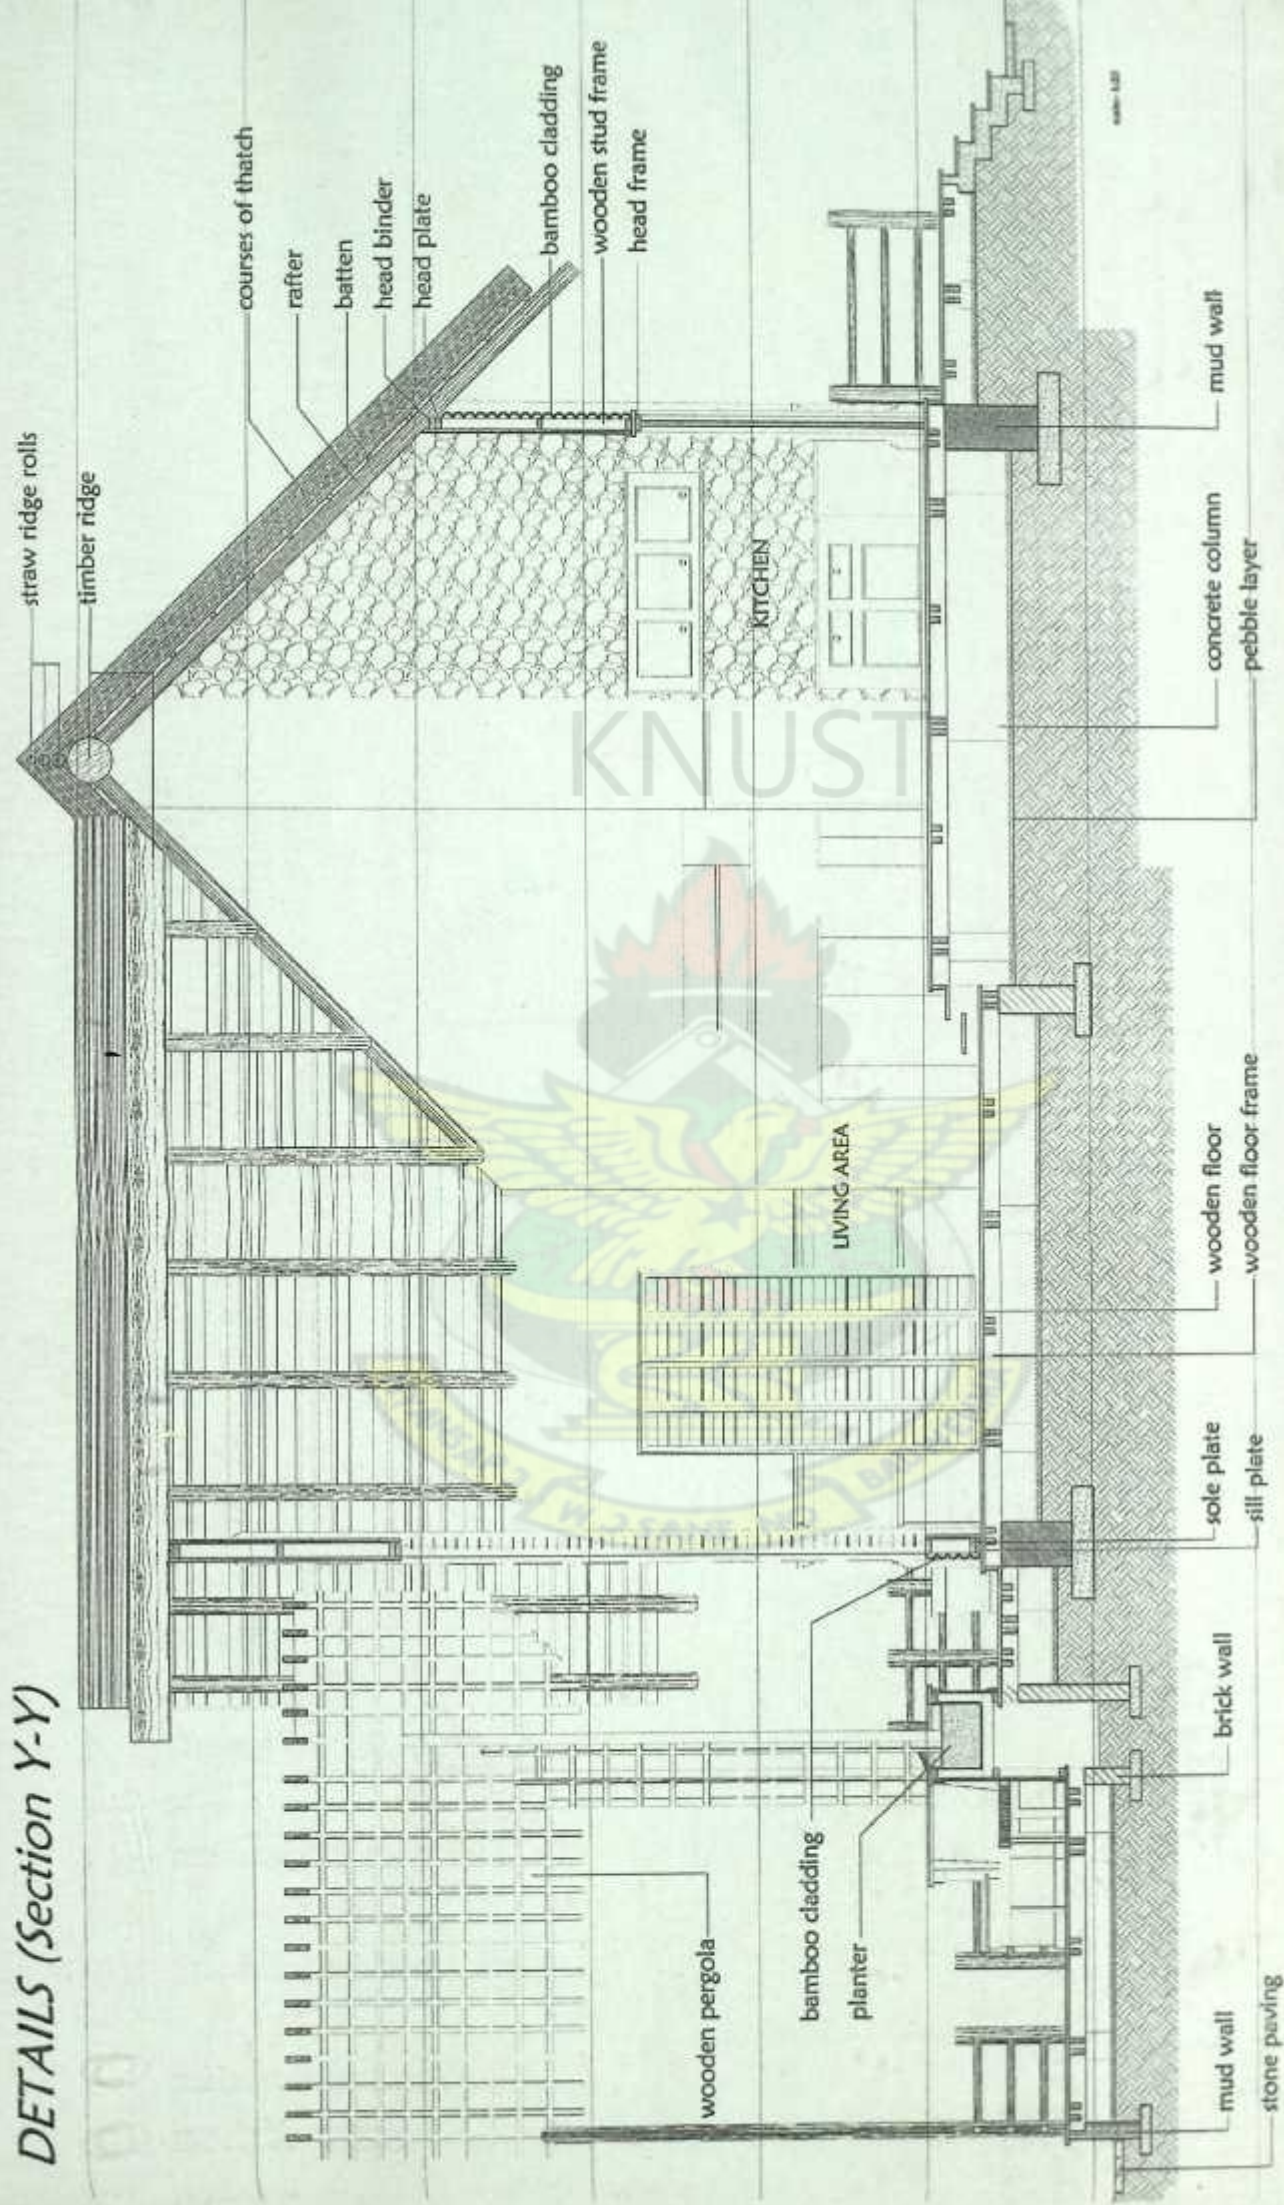 DETAILS (Section Y-Y)
straw ridge rolls
timber ridge
courses of thatch
rafter
batten
head binder
head plate
bamboo cladding
wooden stud frame
head frame
KITCHEN
LIVING AREA
KNUST
wooden pergola
bamboo cladding
planter
mud wall
stone paving
brick wall
sole plate
sill plate
wooden floor
wooden floor frame
concrete column
pebble layer
mud wall